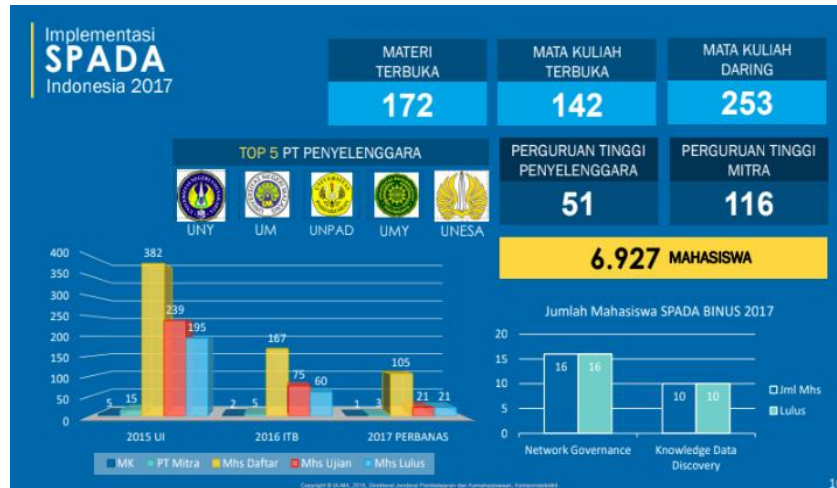 Implementasi
SPADA
Indonesia 2017
MATERI
TERBUKA
172
MATA KULIAH
TERBUKA
142
MATA KULIAH
DARING
253
TOP 5 PT PENYELENGGARA
UNY
UM
UNPAD
UMY
UNESA
PERGURUAN TINGGI
PENYELENGGARA
51
PERGURUAN TINGGI
MITRA
116
6.927 MAHASISWA
400
350
300
250
200
150
100
50
0
5
15
382
239
195
2
5
167
75
60
1
3
105
21
21
2015 UI
2016 ITB
2017 PERBANAS
MK
PT Mitra
Mhs Daftar
Mhs Ujian
Mhs Lulus
Jumlah Mahasiswa SPADA BINUS 2017
20
15
10
5
0
16
16
10
10
Network Governance
Knowledge Data
Discovery
Jml Mhs
Lulus